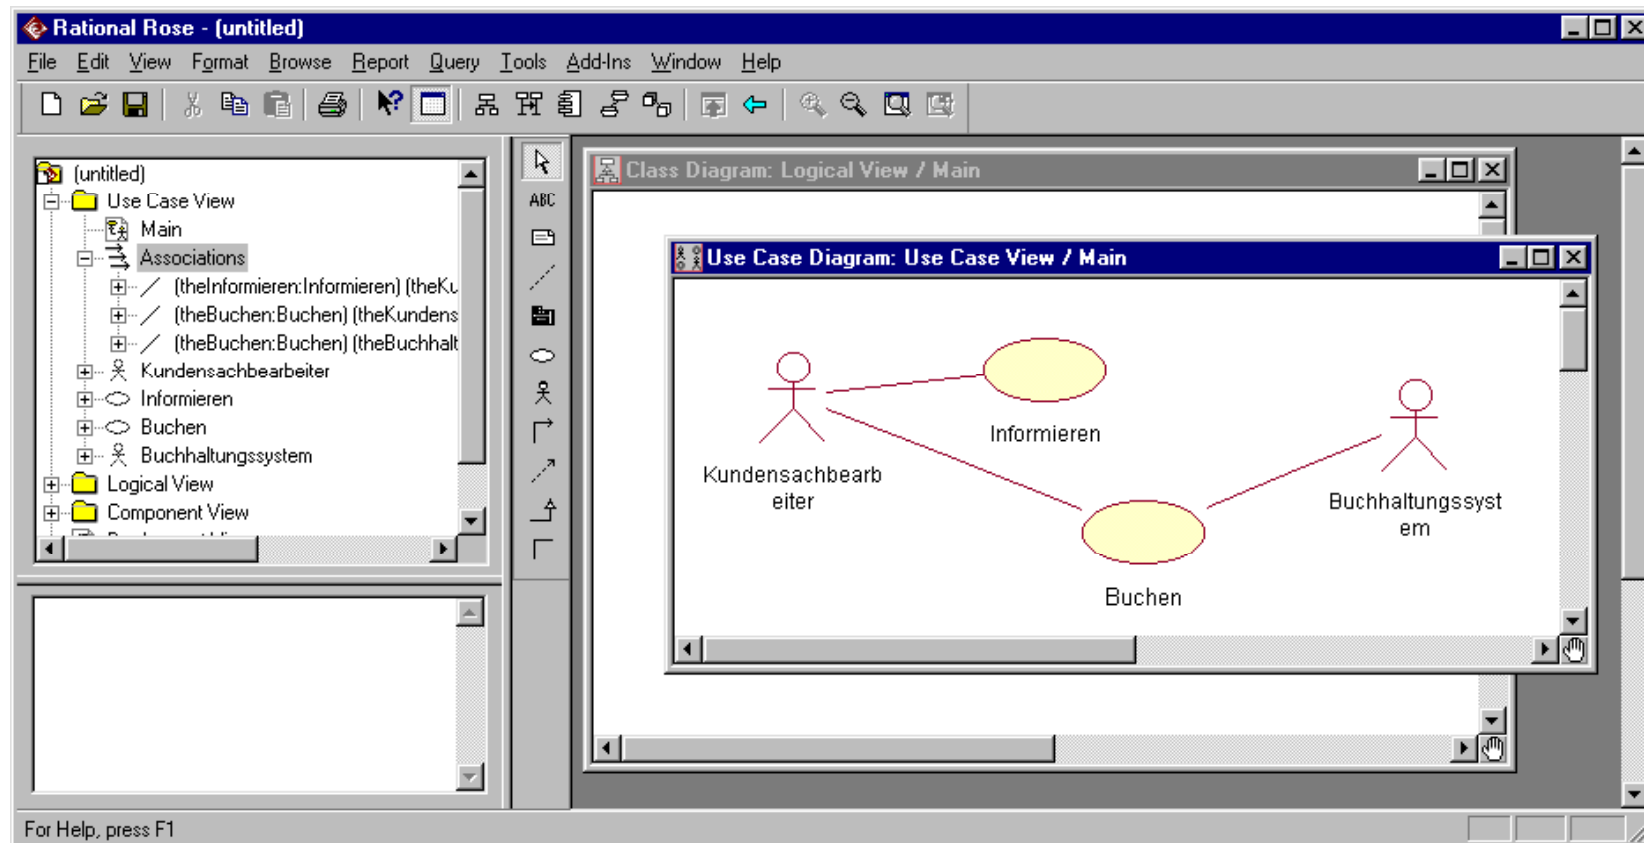 Rational Rose - (untitled)
File Edit View Format Browse Report Query Tools Add-Ins Window Help
(untitled)
Use Case View
Main
Associations
(theInformieren:Informieren) (theKu
(theBuchen:Buchen) (theKundens
(theBuchen:Buchen) (theBuchhalt
Kundensachbearbeiter
Informieren
Buchen
Buchhaltungssystem
Logical View
Component View
ABC
Class Diagram: Logical View / Main
Use Case Diagram: Use Case View / Main
Informieren
Kundensachbearb
eiter
Buchhaltungssyst
em
Buchen
For Help, press F1